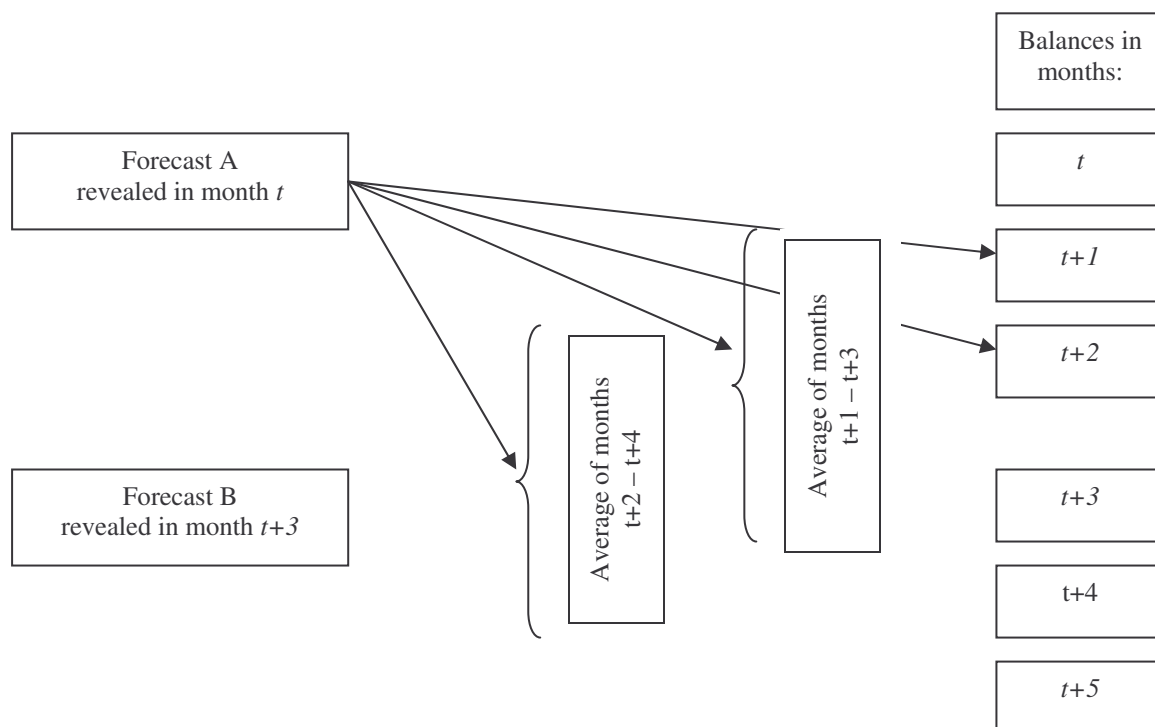 Balances in
months:
Forecast A
revealed in month t
t
t+1
Average of months
t+1 – t+3
t+2
Average of months
t+2 – t+4
Forecast B
revealed in month t+3
t+3
t+4
t+5